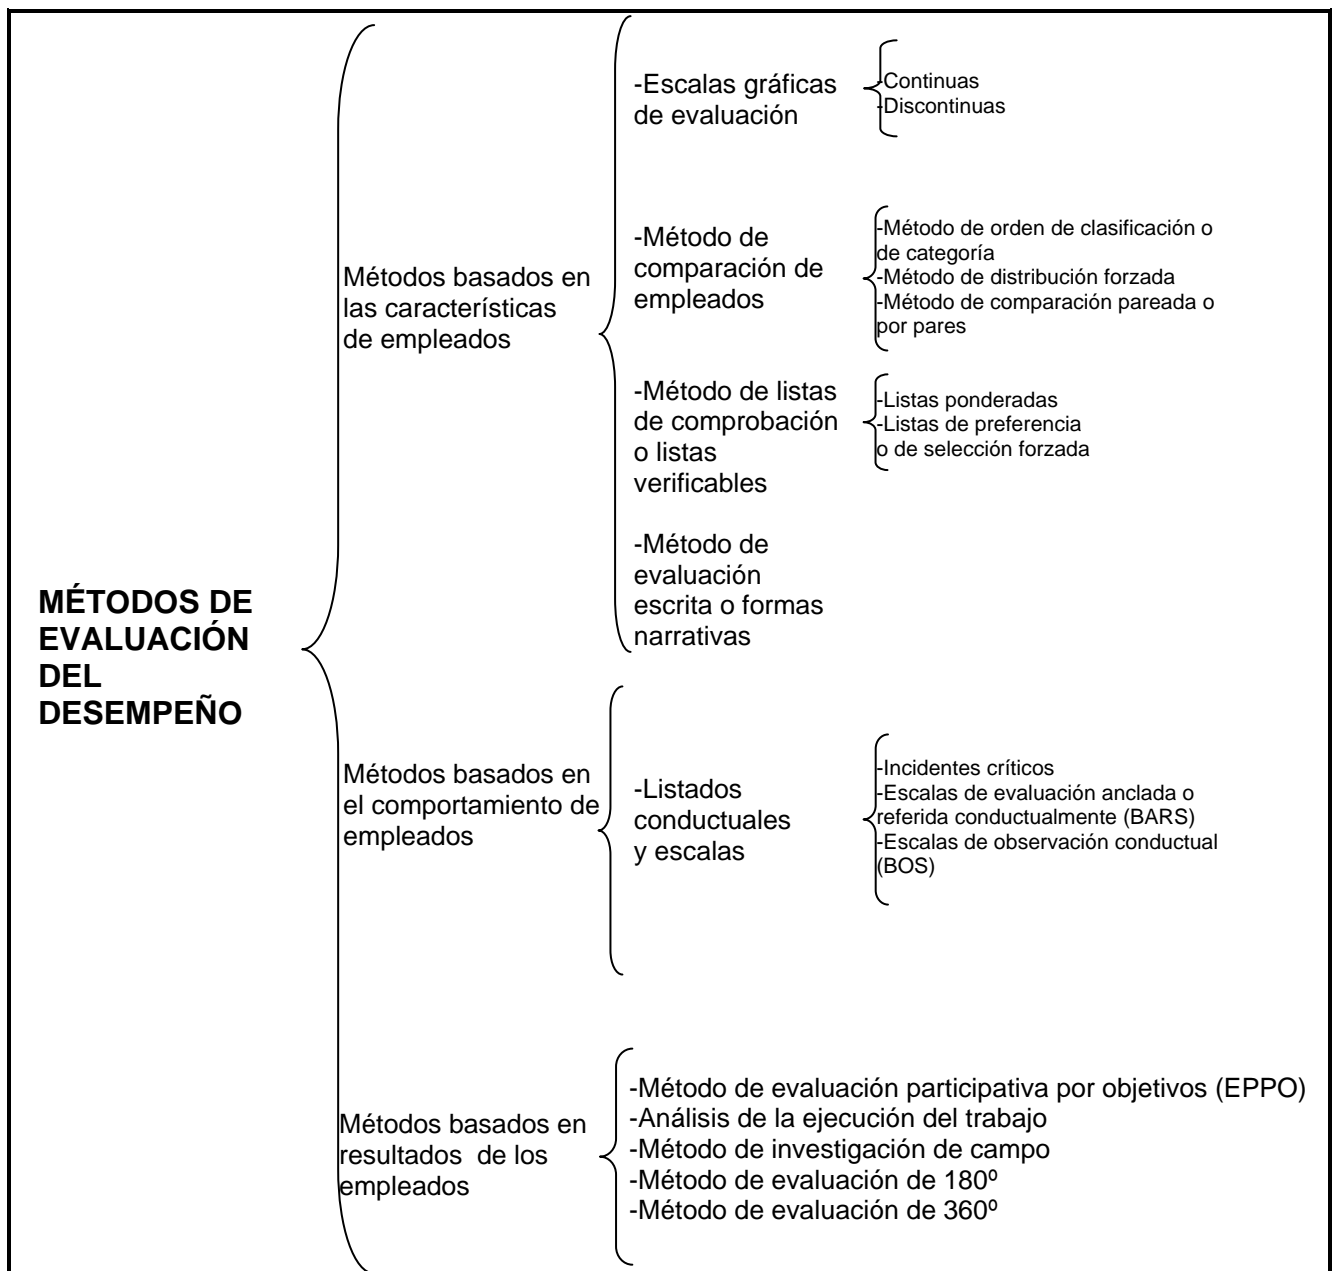 MÉTODOS DE
EVALUACIÓN
DEL
DESEMPEÑO
Métodos basados en
las características
de empleados
-Escalas gráficas
de evaluación
-Continuas
-Discontinuas
-Método de
comparación de
empleados
-Método de orden de clasificación o
de categoría
-Método de distribución forzada
-Método de comparación pareada o
por pares
-Método de listas
de comprobación
o listas
verificables
-Listas ponderadas
-Listas de preferencia
o de selección forzada
-Método de
evaluación
escrita o formas
narrativas
Métodos basados en
el comportamiento de
empleados
-Listados
conductuales
y escalas
-Incidentes críticos
-Escalas de evaluación anclada o
referida conductualmente (BARS)
-Escalas de observación conductual
(BOS)
Métodos basados en
resultados de los
empleados
-Método de evaluación participativa por objetivos (EPPO)
-Análisis de la ejecución del trabajo
-Método de investigación de campo
-Método de evaluación de 180º
-Método de evaluación de 360º